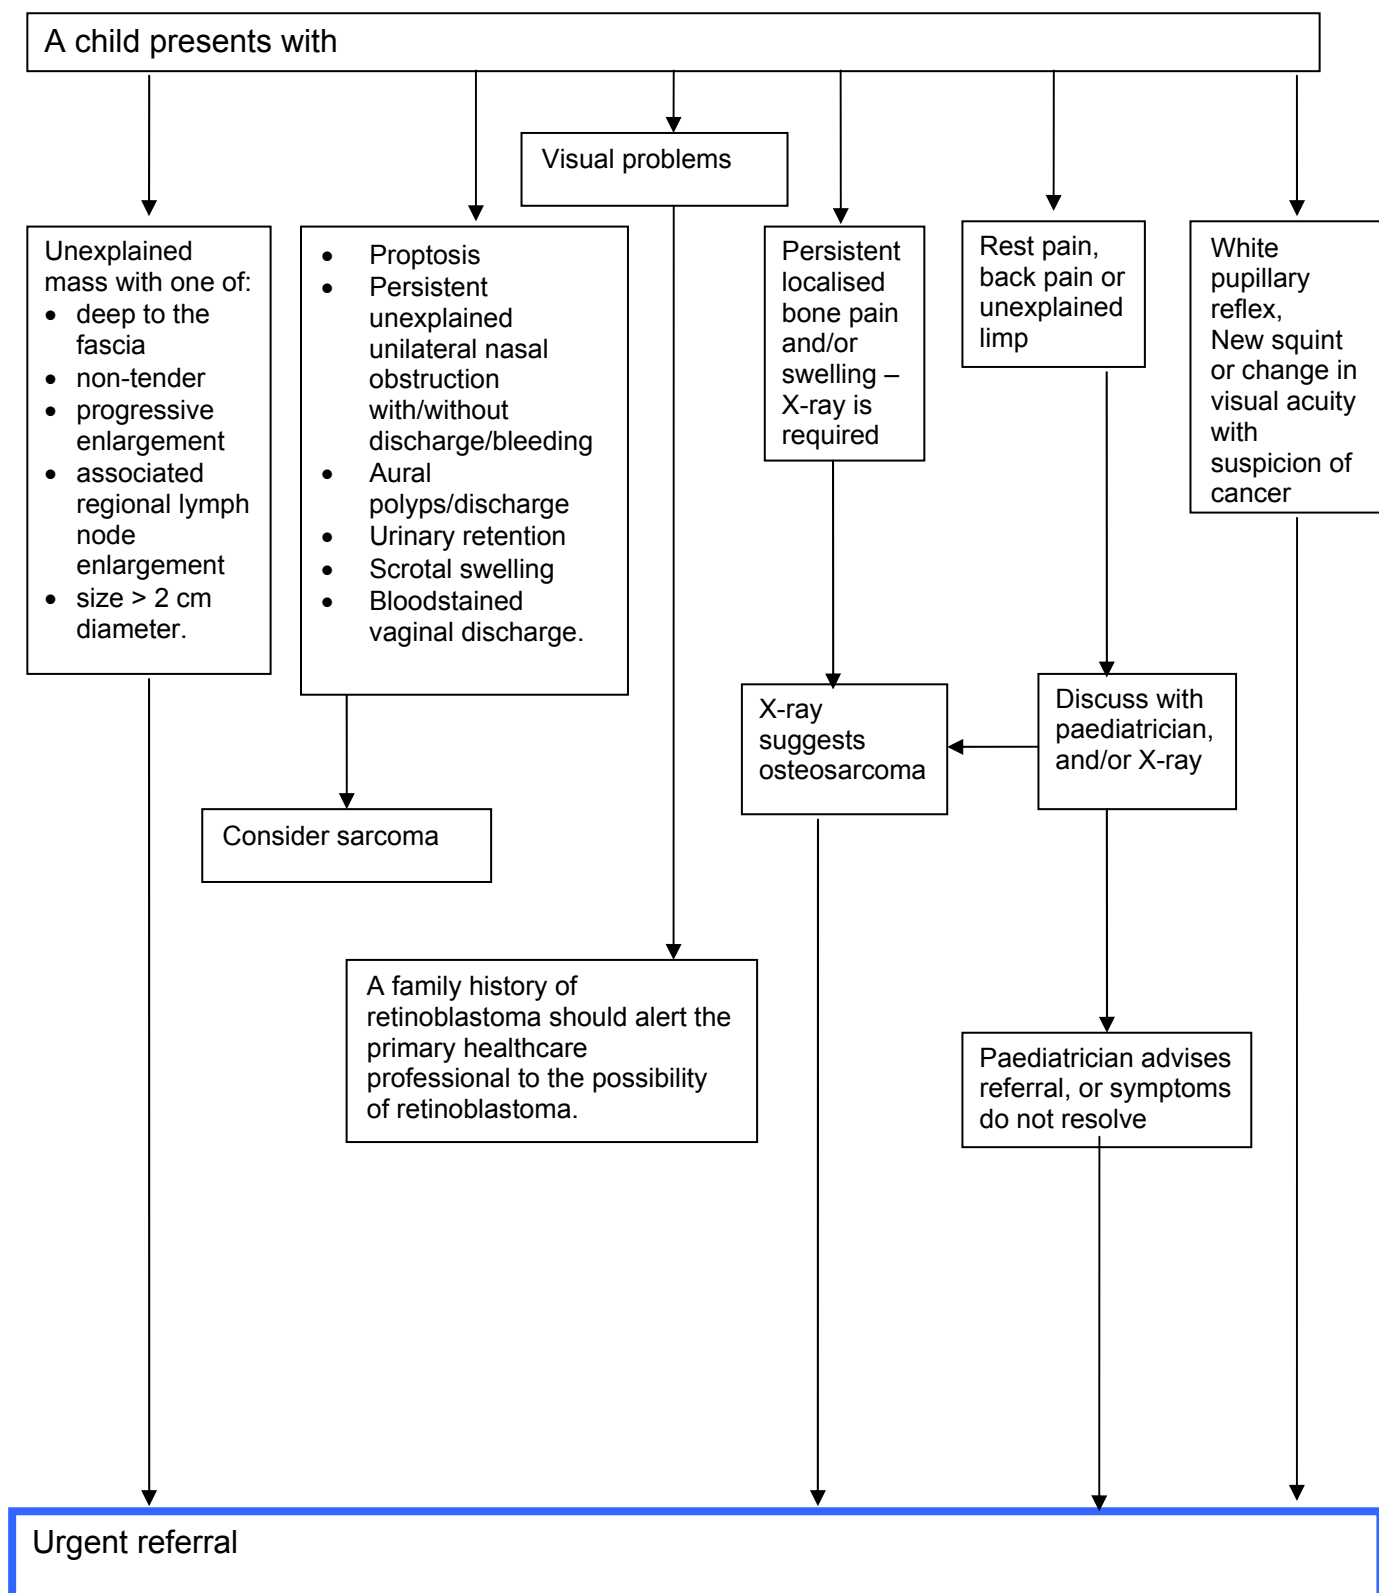 A child presents with
Visual problems
Unexplained
mass with one of:
• deep to the
fascia
• non-tender
• progressive
enlargement
• associated
regional lymph
node
enlargement
• size > 2 cm
diameter.
• Proptosis
• Persistent
unexplained
unilateral nasal
obstruction
with/without
discharge/bleeding
• Aural
polyps/discharge
• Urinary retention
• Scrotal swelling
• Bloodstained
vaginal discharge.
Persistent
localised
bone pain
and/or
swelling –
X-ray is
required
Rest pain,
back pain or
unexplained
limp
White
pupillary
reflex,
New squint
or change in
visual acuity
with
suspicion of
cancer
X-ray
suggests
osteosarcoma
Discuss with
paediatrician,
and/or X-ray
Consider sarcoma
A family history of
retinoblastoma should alert the
primary healthcare
professional to the possibility
of retinoblastoma.
Paediatrician advises
referral, or symptoms
do not resolve
Urgent referral